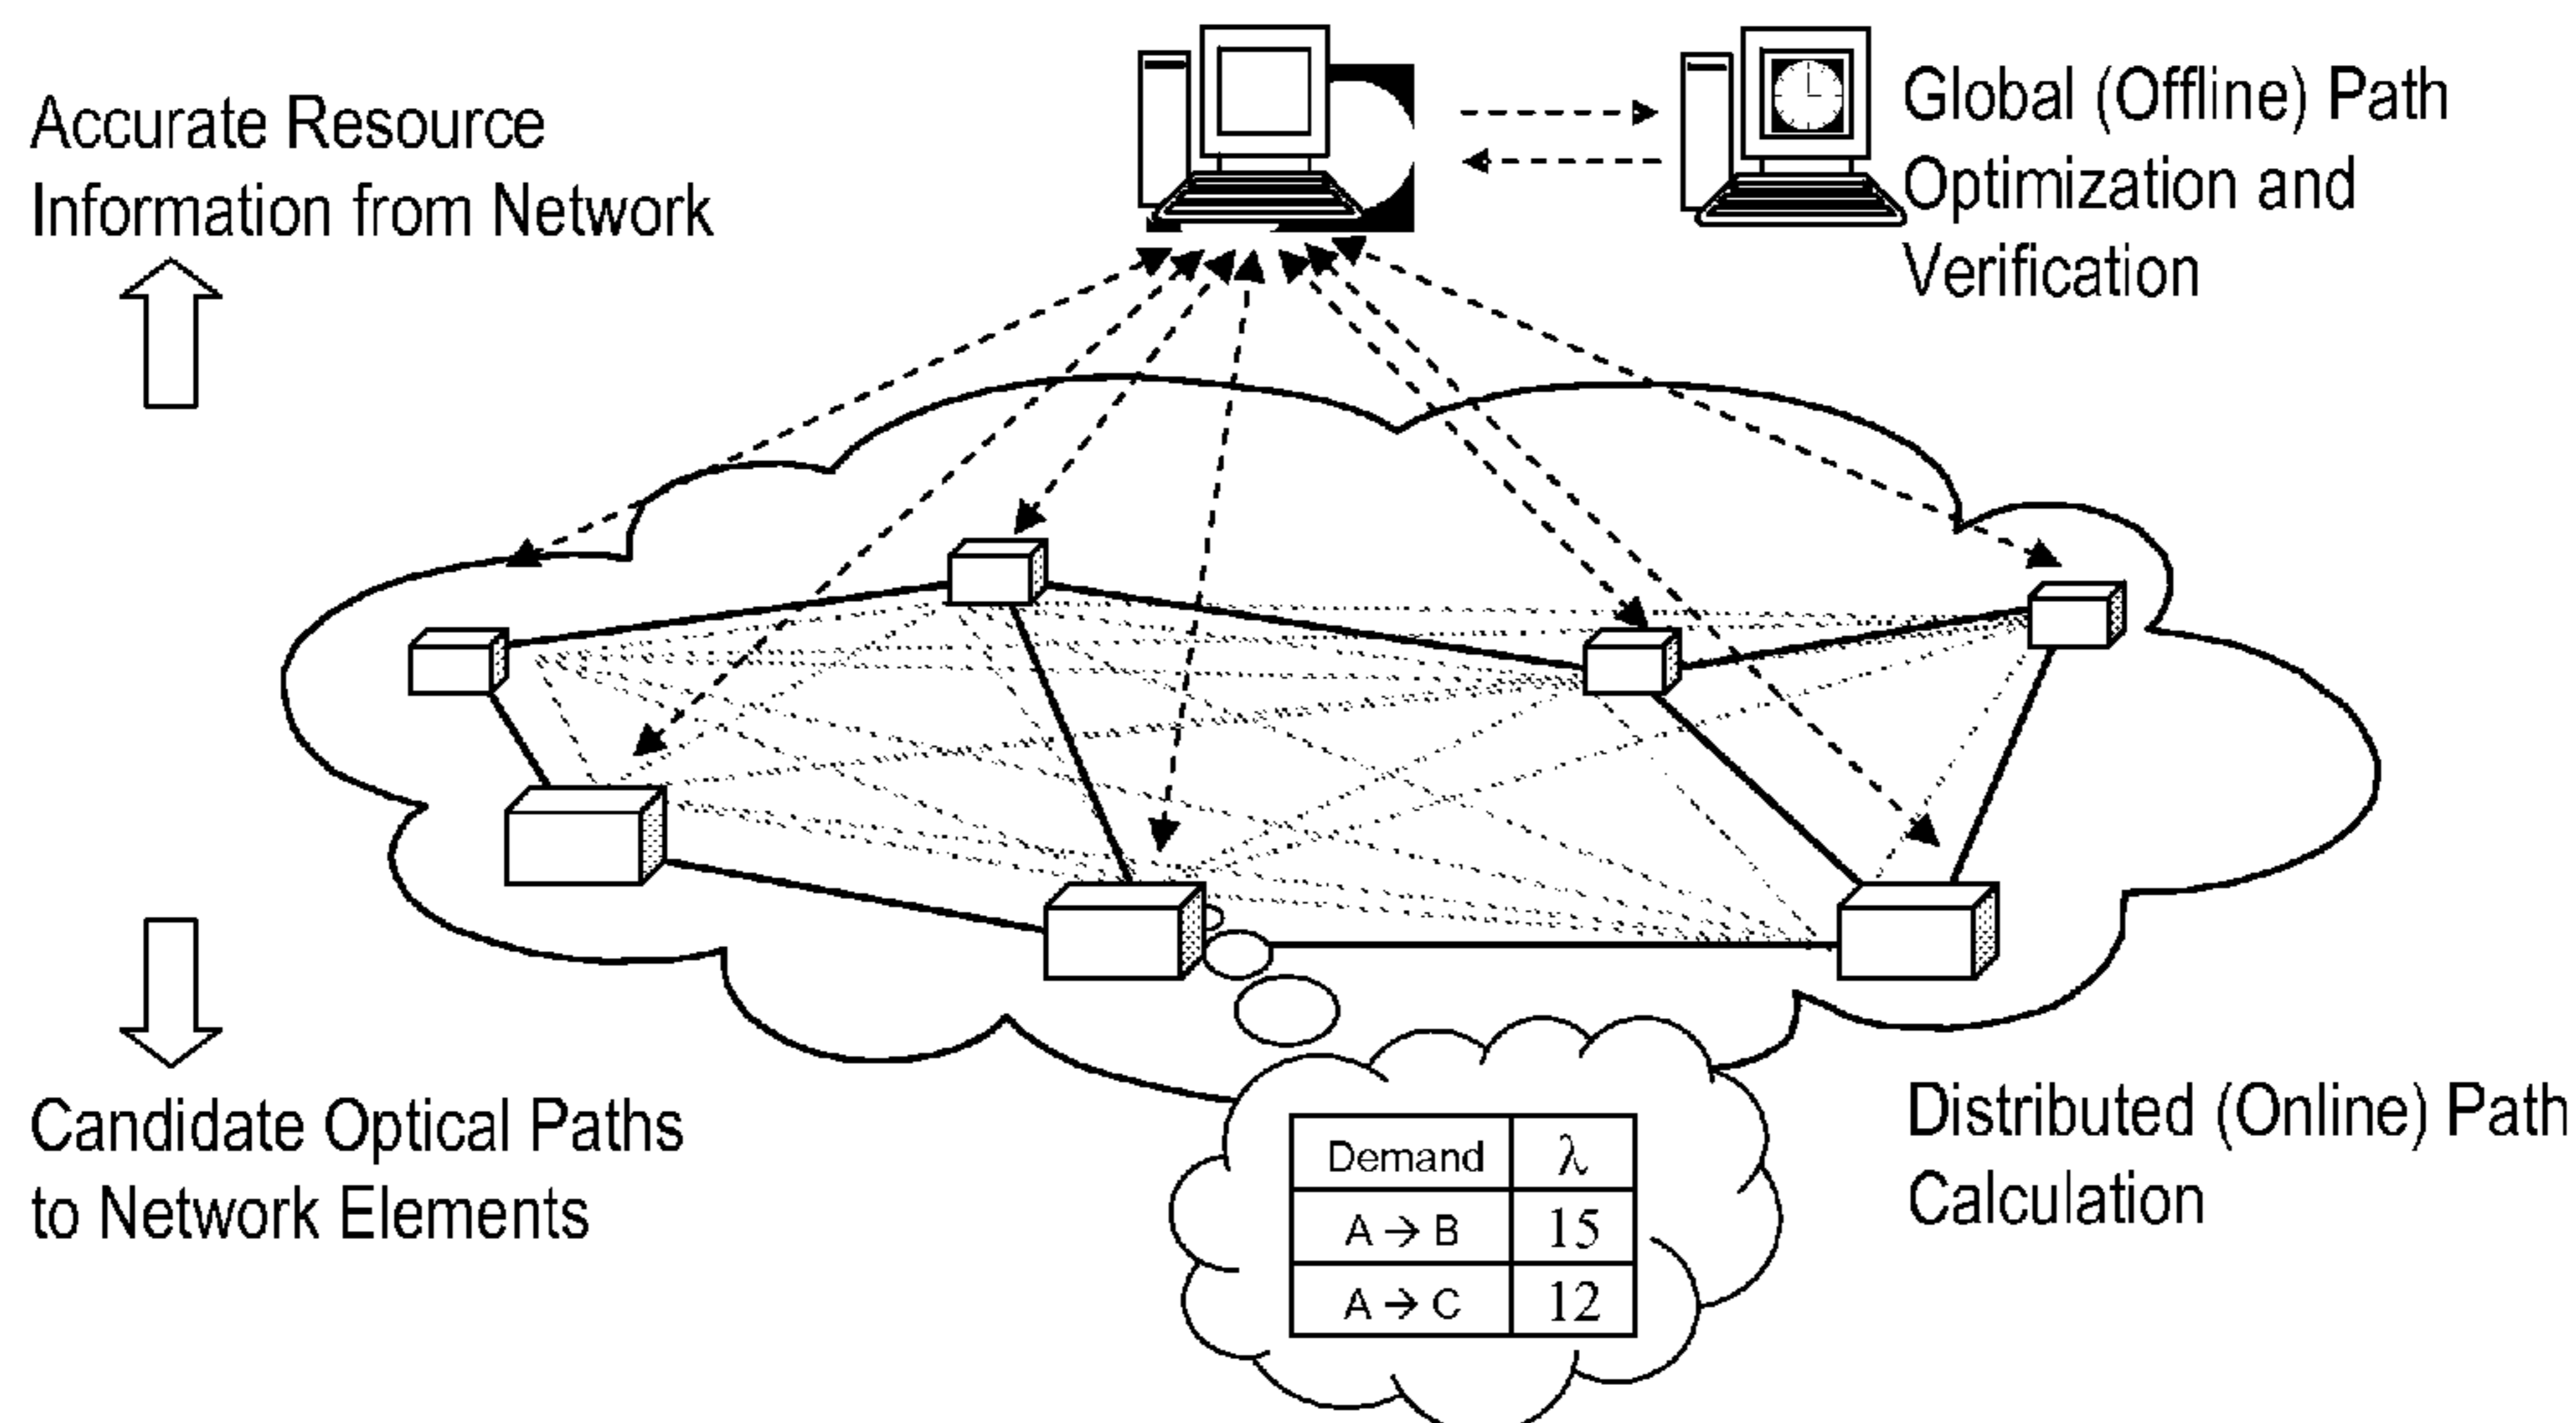 Accurate Resource
Information from Network
Global (Offline) Path
Optimization and
Verification
Candidate Optical Paths
to Network Elements
Distributed (Online) Path
Calculation
Demand λ
A → B 15
A → C 12